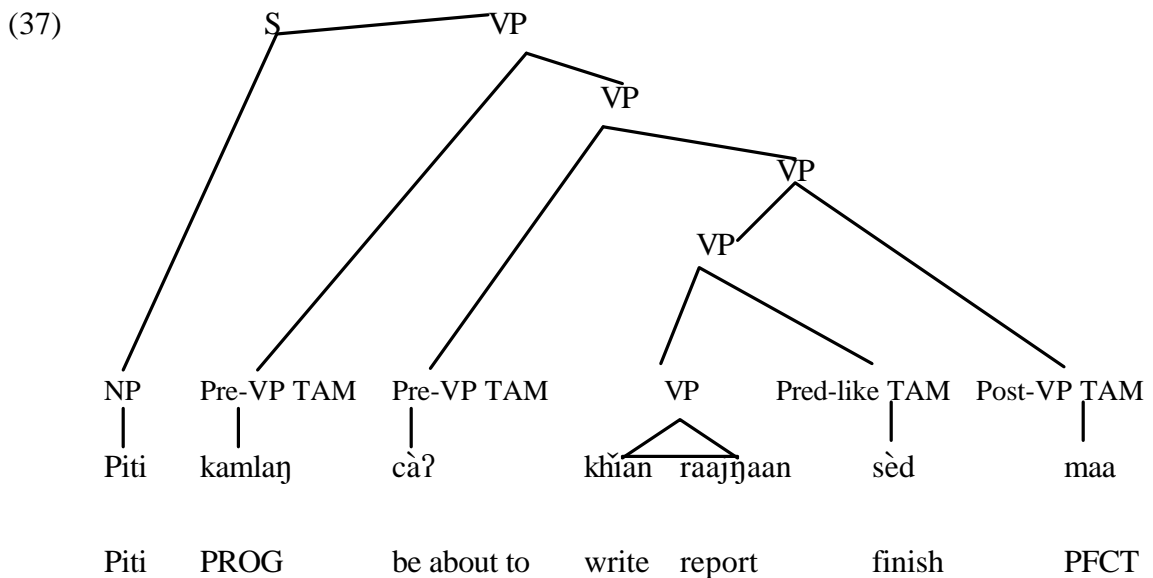 (37) S VP
VP
VP
VP
NP Pre-VP TAM Pre-VP TAM VP Pred-like TAM Post-VP TAM
Piti kamlaŋ càʔ khǐan raajŋaan sèd maa
Piti PROG be about to write report finish PFCT